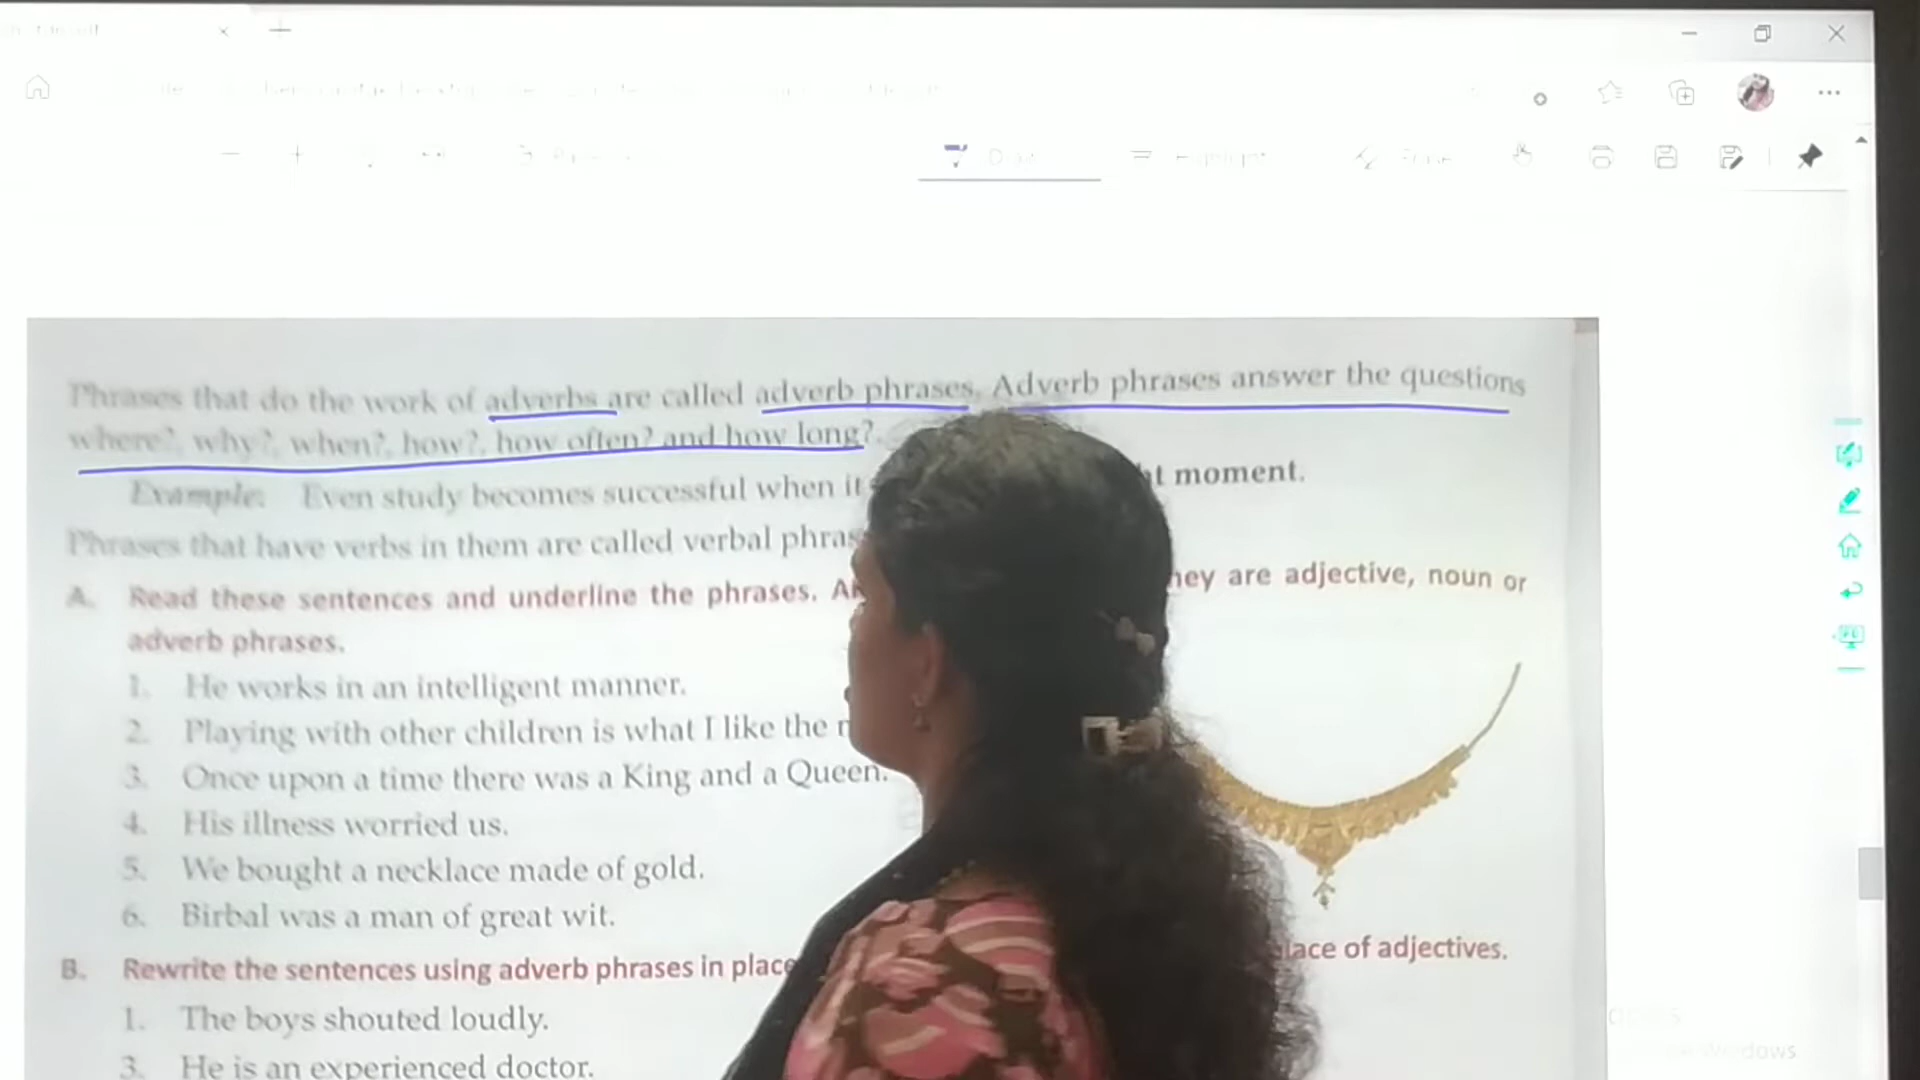 Phrases that do the work of adverbs are called adverb phrases. Adverb phrases answer the questions
where?, why?, when?, how?, how often? and how long?.
Example: Even study becomes successful when it moment.
Phrases that have verbs in them are called verbal
A. Read these sentences and underline the phrases. are adjective, noun or
adverb phrases.
1. He works in an intelligent manner.
2. Playing with other children is what I like the
3. Once upon a time there was a King and a Queen.
4. His illness worried us.
5. We bought a necklace made of gold.
6. Birbal was a man of great wit.
B. Rewrite the sentences using adverb phrases in of adjectives.
1. The boys shouted loudly.
3. He is an experienced doctor.